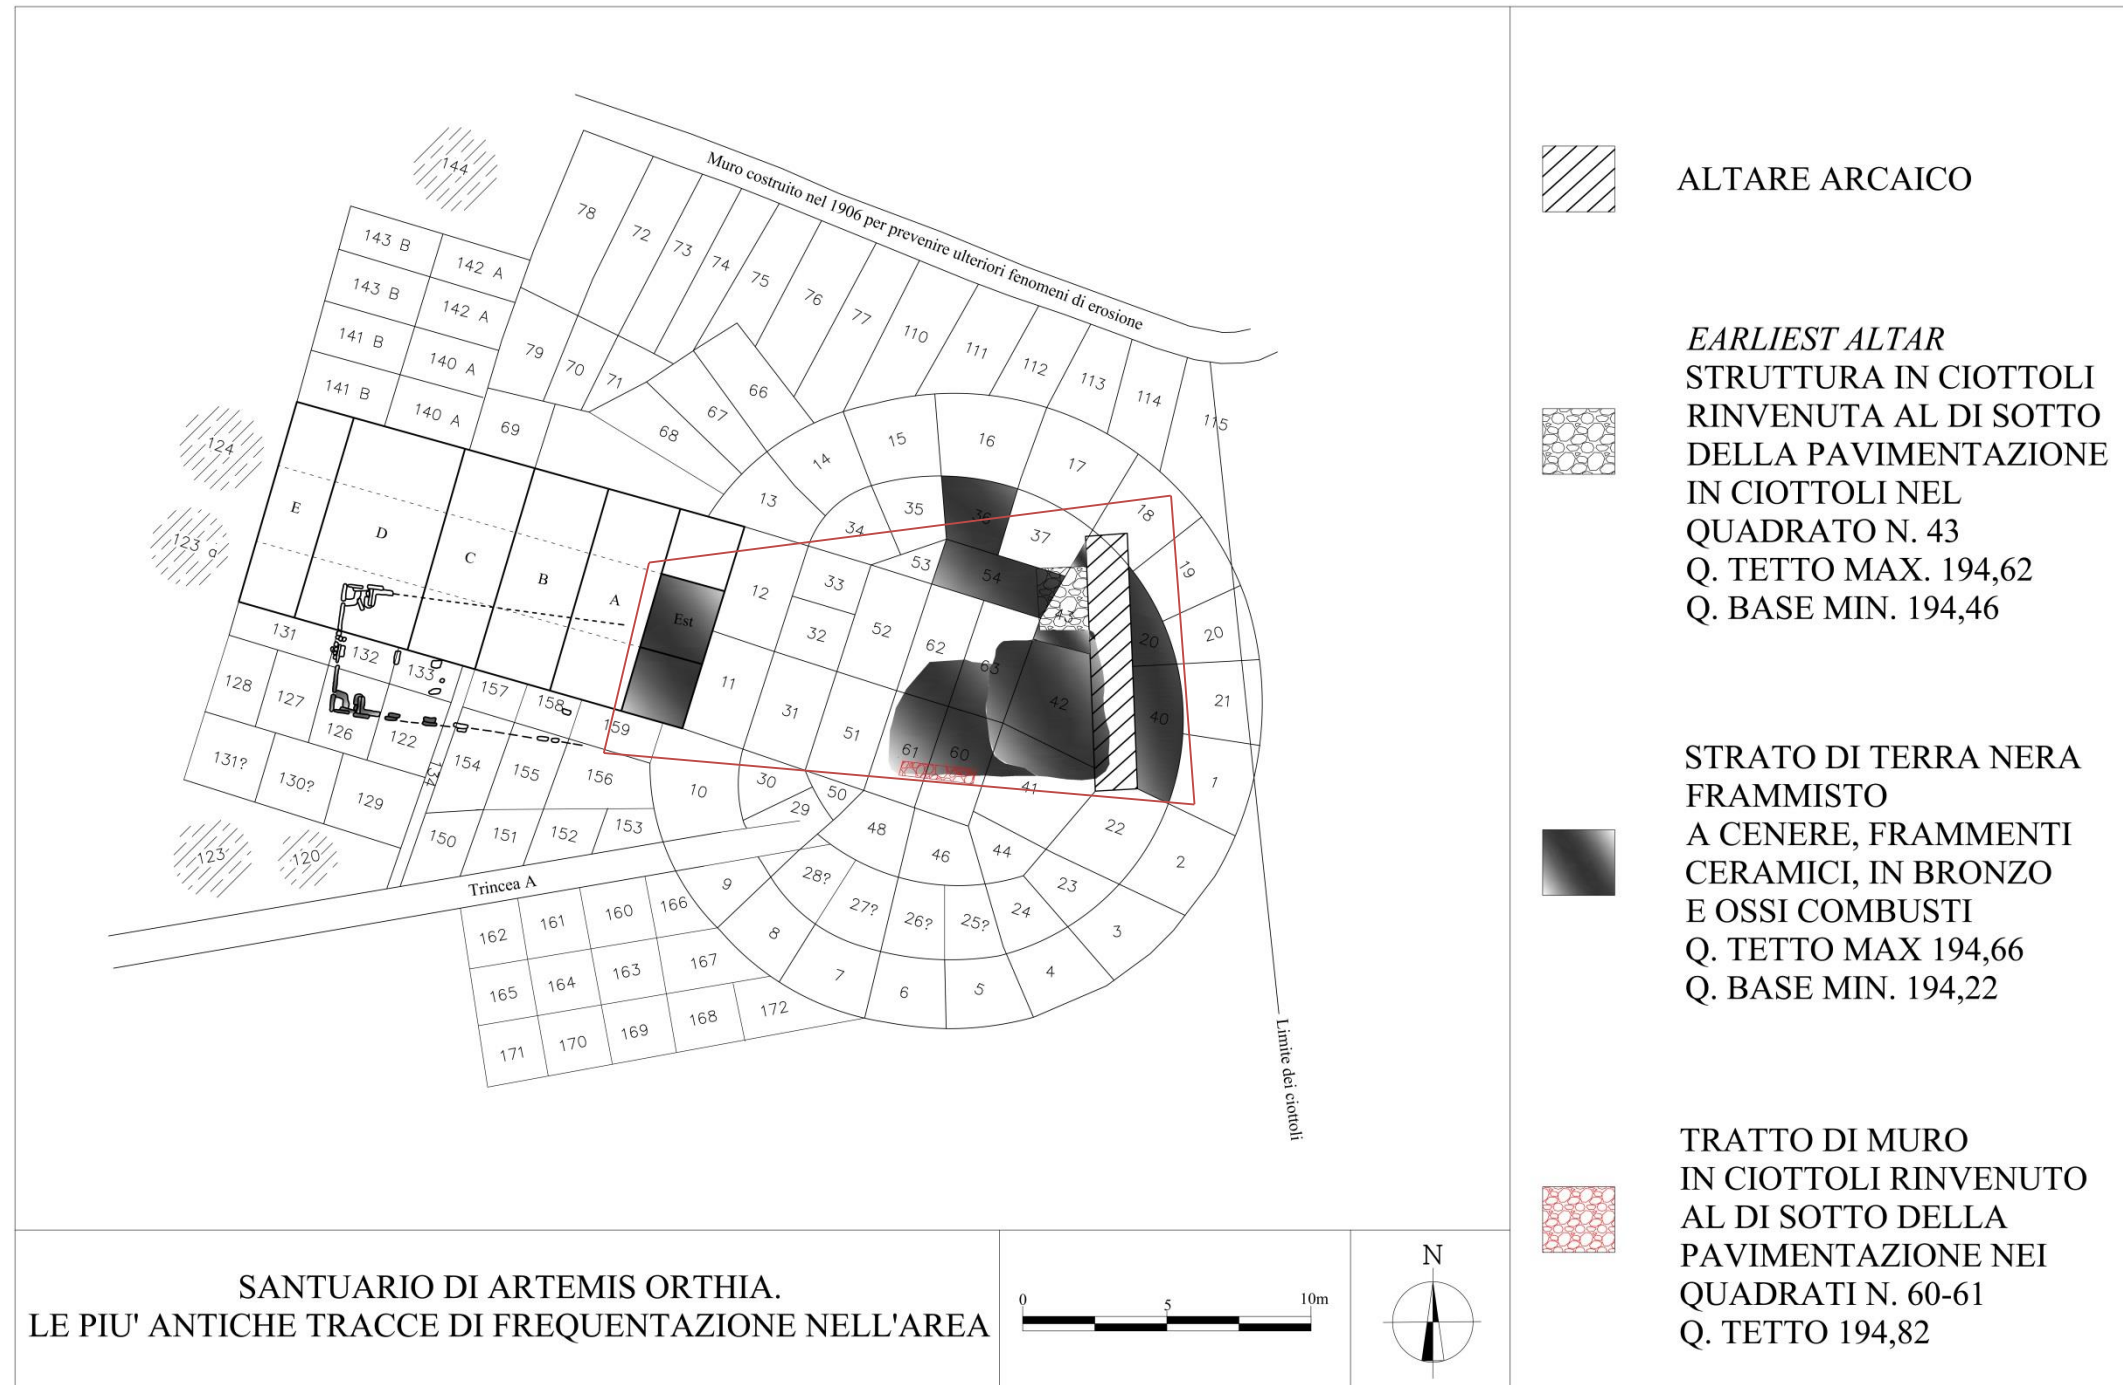 144
Muro costruito nel 1906 per prevenire ulteriori fenomeni di erosione
78
72
73
74
75
76
77
110
111
112
113
114
115
143 B
142 A
143 B
142 A
141 B
140 A
141 B
140 A
79
70
71
69
68
67
66
124
123 a
E
D
C
B
A
Est
13
14
15
16
17
18
19
20
21
1
2
3
4
5
6
7
8
9
10
11
12
34
35
36
37
53
54
43
33
32
52
62
63
42
20
40
31
51
61
60
41
30
29
50
48
46
44
22
23
24
25?
26?
27?
28?
131
132
133
128
127
126
122
157
158
159
131?
130?
129
134
154
155
156
150
151
152
153
123
120
Trincea A
162
161
160
166
165
164
163
167
171
170
169
168
172
Limite dei ciottoli
ALTARE ARCAICO
EARLIEST ALTAR
STRUTTURA IN CIOTTOLI
RINVENUTA AL DI SOTTO
DELLA PAVIMENTAZIONE
IN CIOTTOLI NEL
QUADRATO N. 43
Q. TETTO MAX. 194,62
Q. BASE MIN. 194,46
STRATO DI TERRA NERA
FRAMMISTO
A CENERE, FRAMMENTI
CERAMICI, IN BRONZO
E OSSI COMBUSTI
Q. TETTO MAX 194,66
Q. BASE MIN. 194,22
TRATTO DI MURO
IN CIOTTOLI RINVENUTO
AL DI SOTTO DELLA
PAVIMENTAZIONE NEI
QUADRATI N. 60-61
Q. TETTO 194,82
SANTUARIO DI ARTEMIS ORTHIA.
LE PIU' ANTICHE TRACCE DI FREQUENTAZIONE NELL'AREA
0 5 10m
N